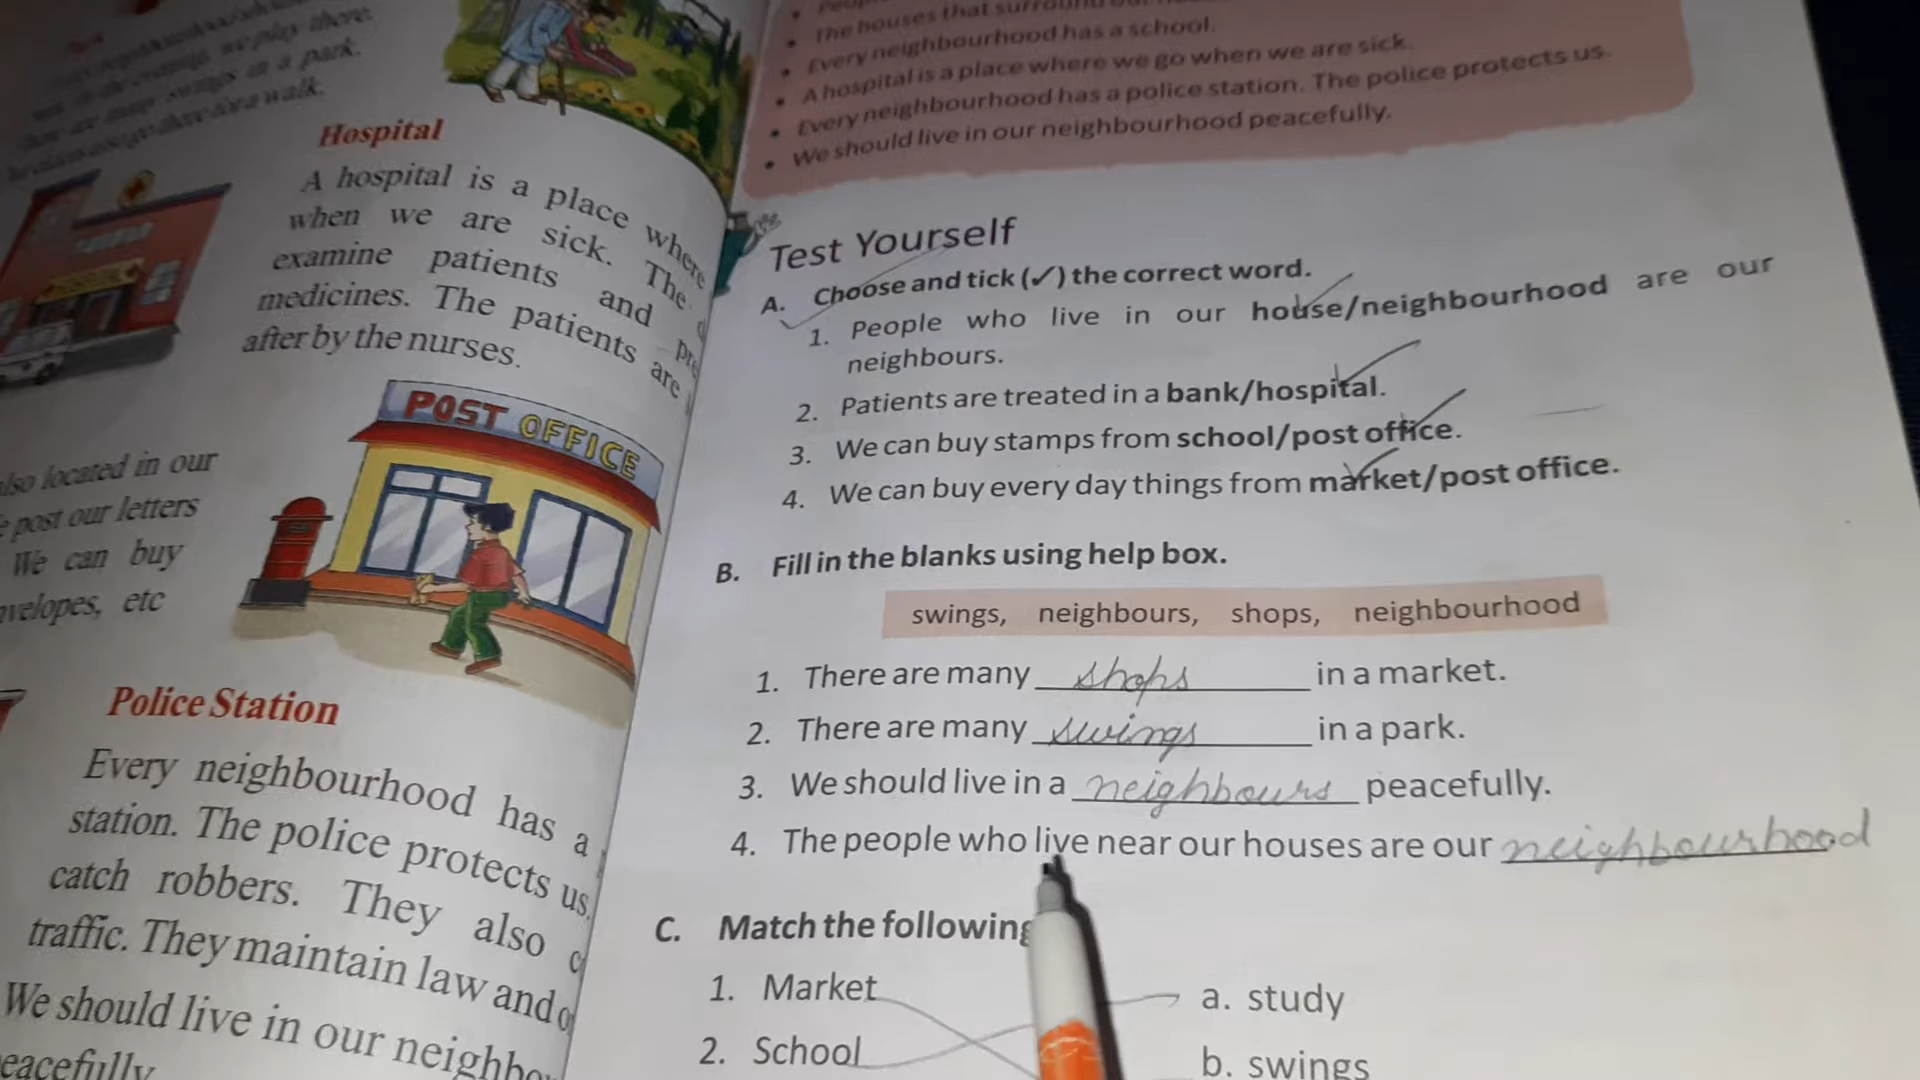 Hospital
A hospital is a place where
when we are sick. The
examine patients and
medicines. The patients are
after by the nurses.
POST OFFICE
also located in our
post our letters
We can buy
etc
Police Station
Every neighbourhood has a
station. The police protects us.
catch robbers. They also
traffic. They maintain law and
We should live in our
The houses that
Every neighbourhood has a school.
A hospital is a place where we go when we are sick.
Every neighbourhood has a police station. The police protects us.
We should live in our neighbourhood peacefully.
Test Yourself
A. Choose and tick (✓) the correct word.
1. People who live in our house/neighbourhood are our
neighbours.
2. Patients are treated in a bank/hospital.
3. We can buy stamps from school/post office.
4. We can buy every day things from market/post office.
B. Fill in the blanks using help box.
swings, neighbours, shops, neighbourhood
1. There are many shops in a market.
2. There are many swings in a park.
3. We should live in a neighbours peacefully.
4. The people who live near our houses are our neighbourhood
C. Match the following
1. Market a. study
2. School b. swings